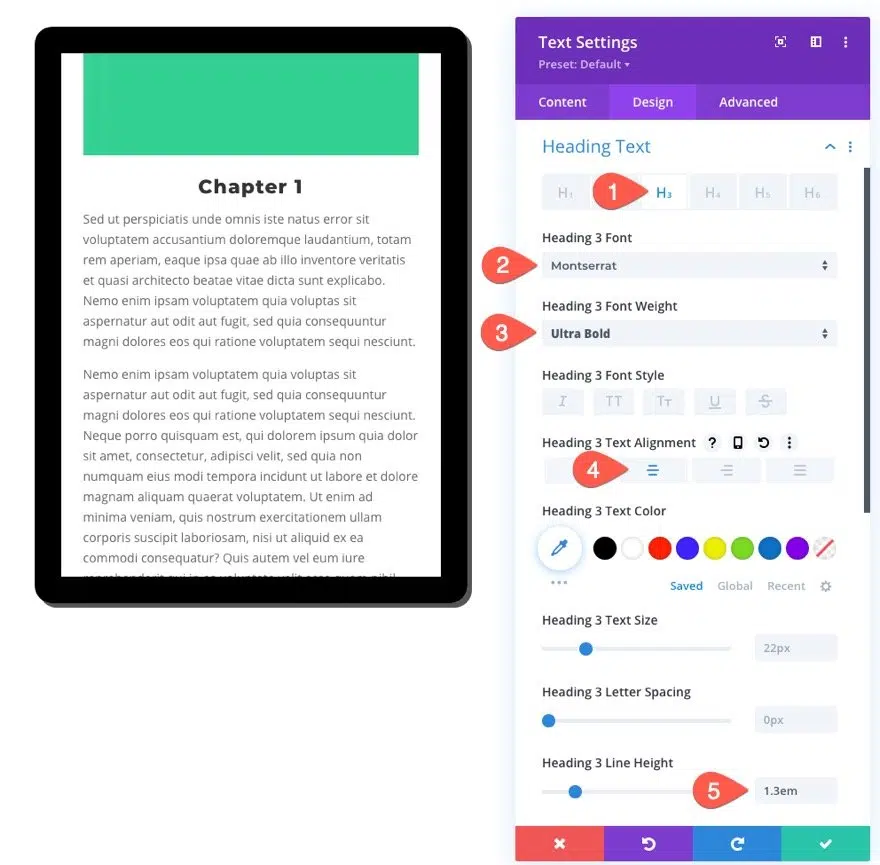 Chapter 1
Sed ut perspiciatis unde omnis iste natus error sit
voluptatem accusantium doloremque laudantium, totam
rem aperiam, eaque ipsa quae ab illo inventore veritatis
et quasi architecto beatae vitae dicta sunt explicabo.
Nemo enim ipsam voluptatem quia voluptas sit
aspernatur aut odit aut fugit, sed quia consequuntur
magni dolores eos qui ratione voluptatem sequi nesciunt.
Nemo enim ipsam voluptatem quia voluptas sit
aspernatur aut odit aut fugit, sed quia consequuntur
magni dolores eos qui ratione voluptatem sequi nesciunt.
Neque porro quisquam est, qui dolorem ipsum quia dolor
sit amet, consectetur, adipisci velit, sed quia non
numquam eius modi tempora incidunt ut labore et dolore
magnam aliquam quaerat voluptatem. Ut enim ad
minima veniam, quis nostrum exercitationem ullam
corporis suscipit laboriosam, nisi ut aliquid ex ea
commodi consequatur? Quis autem vel eum iure
Text Settings
Preset: Default
Content Design Advanced
Heading Text
H1 1 H3 H4 H5 H6
Heading 3 Font
2 Montserrat
Heading 3 Font Weight
3 Ultra Bold
Heading 3 Font Style
I TT Tт U S
Heading 3 Text Alignment ?
4
Heading 3 Text Color
Saved Global Recent
Heading 3 Text Size
22px
Heading 3 Letter Spacing
0px
Heading 3 Line Height
5 1.3em